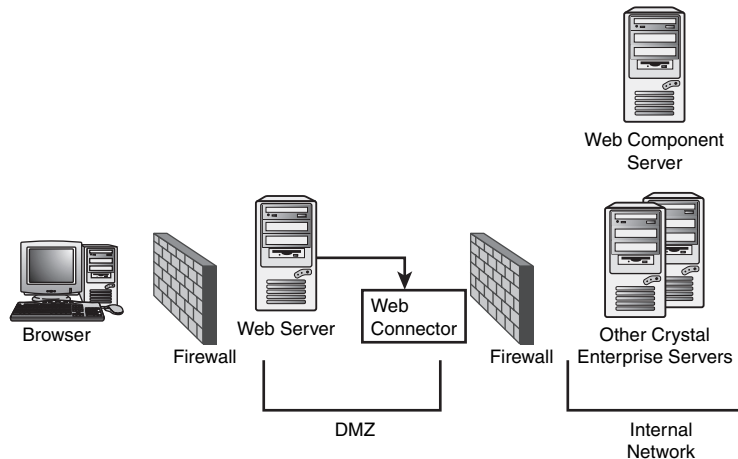 Web Component
Server
Browser
Firewall
Web Server
Web
Connector
Firewall
Other Crystal
Enterprise Servers
DMZ
Internal
Network